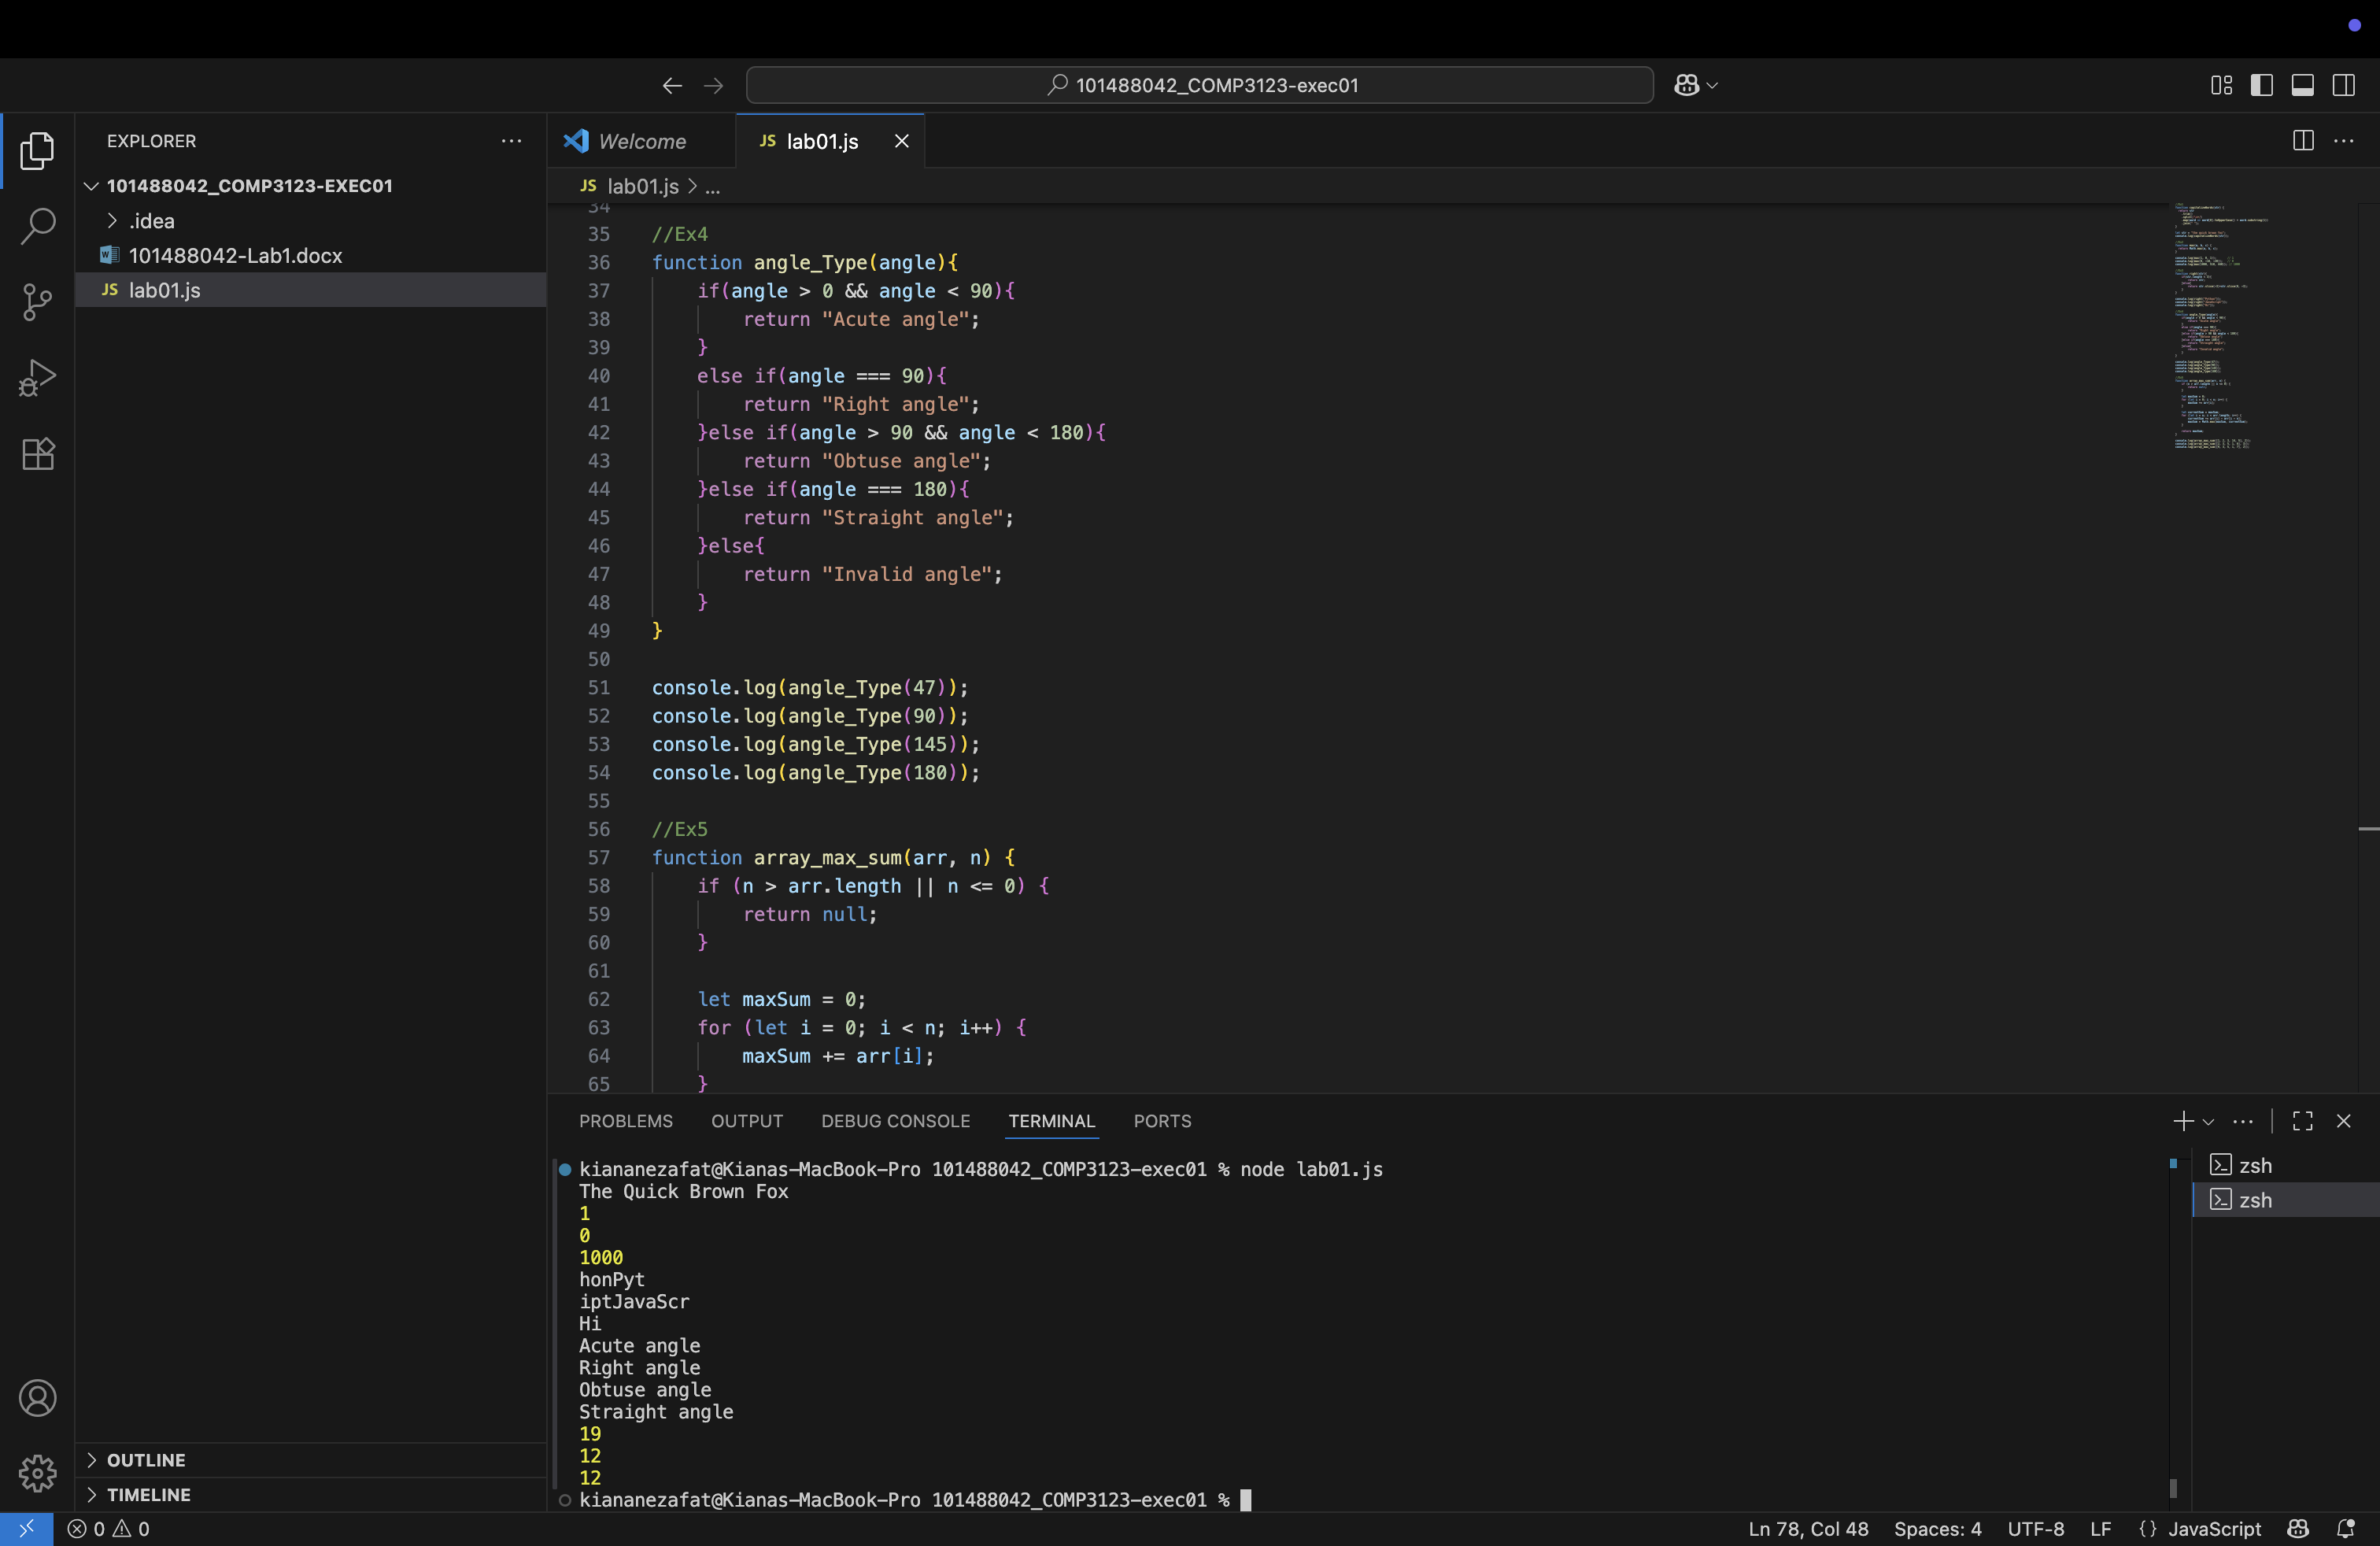 101488042_COMP3123-exec01
EXPLORER
101488042_COMP3123-EXEC01
.idea
101488042-Lab1.docx
JS lab01.js
Welcome
JS lab01.js
JS lab01.js > ...
34
35 //Ex4
36 function angle_Type(angle){
37 if(angle > 0 && angle < 90){
38 return "Acute angle";
39 }
40 else if(angle === 90){
41 return "Right angle";
42 }else if(angle > 90 && angle < 180){
43 return "Obtuse angle";
44 }else if(angle === 180){
45 return "Straight angle";
46 }else{
47 return "Invalid angle";
48 }
49 }
50
51 console.log(angle_Type(47));
52 console.log(angle_Type(90));
53 console.log(angle_Type(145));
54 console.log(angle_Type(180));
55
56 //Ex5
57 function array_max_sum(arr, n) {
58 if (n > arr.length || n <= 0) {
59 return null;
60 }
61
62 let maxSum = 0;
63 for (let i = 0; i < n; i++) {
64 maxSum += arr[i];
65 }
PROBLEMS OUTPUT DEBUG CONSOLE TERMINAL PORTS
kiananezafat@Kianas-MacBook-Pro 101488042_COMP3123-exec01 % node lab01.js
The Quick Brown Fox
1
0
1000
honPyt
iptJavaScr
Hi
Acute angle
Right angle
Obtuse angle
Straight angle
19
12
12
kiananezafat@Kianas-MacBook-Pro 101488042_COMP3123-exec01 %
zsh
zsh
OUTLINE
TIMELINE
0 0
Ln 78, Col 48 Spaces: 4 UTF-8 LF {} JavaScript